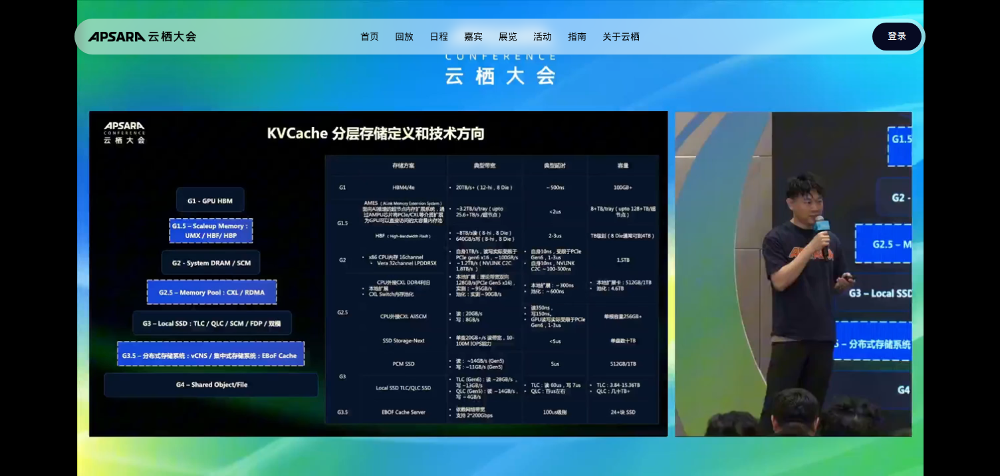 APSARA 云栖大会
首页 回放 日程 嘉宾 展览 活动 指南 关于云栖
登录
CONFERENCE
云栖大会
APSARA
CONFERENCE
云栖大会
KVCache 分层存储定义和技术方向
G1 - GPU HBM
G1.5 – Scaleup Memory :
UMX / HBF/ HBP
G2 - System DRAM / SCM
G2.5 – Memory Pool : CXL / RDMA
G3 – Local SSD : TLC / QLC / SCM / FDP / 双模
G3.5 – 分布式存储系统 : vCNS / 集中式存储系统 : EBoF Cache
G4 – Shared Object/File
存储方案 典型带宽 典型延时 容量
G1 HBM4/4e • 20TB/s+ ( 12-hi , 8 Die ) ~500ns 100GB+
G1.5
AMES ( ALink Memory Extension System )
面向AI推理的超节点内存扩展系统，通
过AMPU芯片将PCIe/CXL等介质扩展
为GPU可以直接访问的大容量内存池
• ~3.2TB/s/tray ( upto
25.6+TB/s /超节点 )
<2us
8+TB/tray ( upto 128+TB/超
节点 )
HBF ( High-Bandwidth Flash )
• ~8TB/s读 ( 8-hi , 8 Die )
• 640GB/s写 ( 8-hi , 8 Die )
2-3us
TB级别 ( 8 Die通常可到4TB )
G2
• x86 CPU内存 16channel
• Vera 32channel LPDDR5X
• 自身1TB/s，读写实际受限于
PCIe gen6 x16，~100GB/s
• ~1.2TB/s ( NVLINK C2C
1.8TB/s )
• 自身10ns，受限于PCIe
Gen6，1-3us
• 自身10ns，NVLINK
C2C ~100-300ns
1.5TB
G2.5
CPU外接CXL DDR4利旧
• 本地扩展
• CXL Switch内存池化
• 本地扩展：理论带宽双向
128GB/s(PCIe Gen5 x16)，
实测：~95GB/s
• 池化：实测~90GB/s
• 本地扩展：~300ns
• 池化：~600ns
• 本地扩展卡：512GB/1TB
• 池化：4.6TB
CPU外接CXL AliSCM
• 读：20GB/s
• 写：8GB/s
• 读350ns，
• 写150ns。
• GPU读写实际受限于PCIe
Gen6，1-3us
单根容量256GB+
SSD Storage-Next
• 单盘20GB+/s 读带宽，10-
100M IOPS能力
<5us
单盘数十TB
G3
PCM SSD
• 读：~14GB/s (Gen5)
• 写：~11GB/s (Gen5)
5us
512GB/1TB
Local SSD TLC/QLC SSD
• TLC (Gen6)：读 ~28GB/s，
写 ~13GB/s
• QLC (Gen5)：读 ~14GB/s，
写 ~4GB/s
• TLC：读 60us，写 7us
• QLC：百us左右
• TLC：3.84-15.36TB
• QLC：几十TB+
G3.5 EBOF Cache Server
• 依赖网络带宽
• 支持 2*200Gbps
100us级别
24+块 SSD
G1.5
G2 -
G2.5 – M
G3 – Local SSD
5 – 分布式存储系统
G4